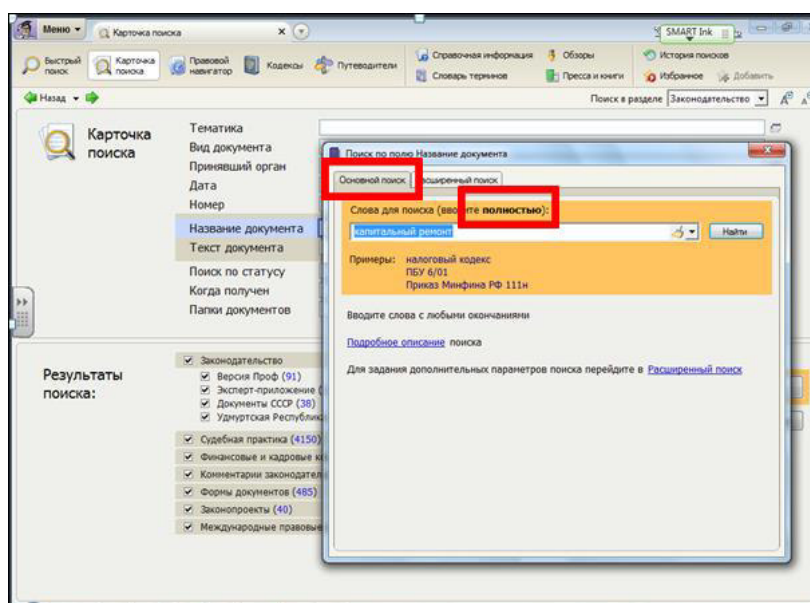 Меню
Карточка поиска
SMART Ink
Быстрый поиск
Карточка поиска
Правовой навигатор
Кодексы
Путеводители
Справочная информация
Словарь терминов
Обзоры
Пресса и книги
История поисков
Избранное
Добавить
Назад
Поиск в разделе Законодательство
Карточка поиска
Тематика
Вид документа
Принявший орган
Дата
Номер
Название документа
Текст документа
Поиск по статусу
Когда получен
Папки документов
Поиск по полю Название документа
Основной поиск
Расширенный поиск
Слова для поиска (введите полностью):
капитальный ремонт
Найти
Примеры: налоговый кодекс
ПБУ 6/01
Приказ Минфина РФ 111н
Вводите слова с любыми окончаниями
Подробное описание поиска
Для задания дополнительных параметров поиска перейдите в Расширенный поиск
Результаты поиска:
Законодательство
Версия Проф (91)
Эксперт-приложение
Документы СССР (38)
Удмуртская Республи
Судебная практика (4150)
Финансовые и кадровые
Комментарии законодател
Формы документов (485)
Законопроекты (40)
Международные правовые